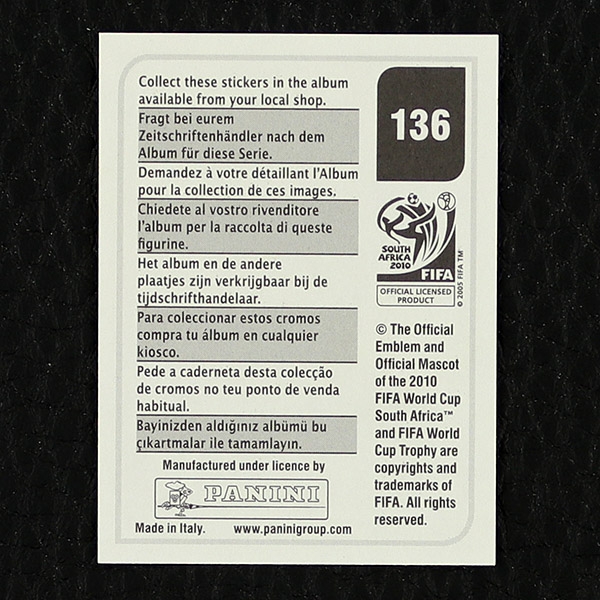 Collect these stickers in the album
available from your local shop.
Fragt bei eurem
Zeitschriftenhändler nach dem
Album für diese Serie.
Demandez à votre détaillant l'Album
pour la collection de ces images.
Chiedete al vostro rivenditore
l'album per la raccolta di queste
figurine.
Het album en de andere
plaatjes zijn verkrijgbaar bij de
tijdschrifthandelaar.
Para coleccionar estos cromos
compra tu álbum en cualquier
kiosco.
Pede a caderneta desta colecção
de cromos no teu ponto de venda
habitual.
Bayinizden aldığınız albümü bu
çıkartmalar ile tamamlayın.
Manufactured under licence by
PANINI
Made in Italy. www.paninigroup.com
136
SOUTH
AFRICA
2010
FIFA
OFFICIAL LICENSED
PRODUCT
© 2005 FIFA TM
© The Official
Emblem and
Official Mascot
of the 2010
FIFA World Cup
South Africa™
and FIFA World
Cup Trophy are
copyrights and
trademarks of
FIFA. All rights
reserved.